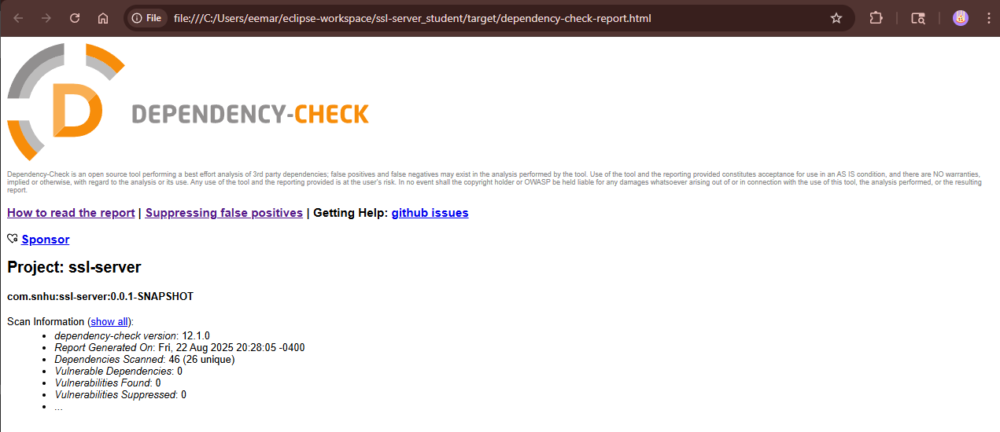 File
file:///C:/Users/eemar/eclipse-workspace/ssl-server_student/target/dependency-check-report.html
D
DEPENDENCY-CHECK
Dependency-Check is an open source tool performing a best effort analysis of 3rd party dependencies; false positives and false negatives may exist in the analysis performed by the tool. Use of the tool and the reporting provided constitutes acceptance for use in an AS IS condition, and there are NO warranties,
implied or otherwise, with regard to the analysis or its use. Any use of the tool and the reporting provided is at the user's risk. In no event shall the copyright holder or OWASP be held liable for any damages whatsoever arising out of or in connection with the use of this tool, the analysis performed, or the resulting
report.
How to read the report | Suppressing false positives | Getting Help: github issues
Sponsor
Project: ssl-server
com.snhu:ssl-server:0.0.1-SNAPSHOT
Scan Information (show all):
• dependency-check version: 12.1.0
• Report Generated On: Fri, 22 Aug 2025 20:28:05 -0400
• Dependencies Scanned: 46 (26 unique)
• Vulnerable Dependencies: 0
• Vulnerabilities Found: 0
• Vulnerabilities Suppressed: 0
• ...